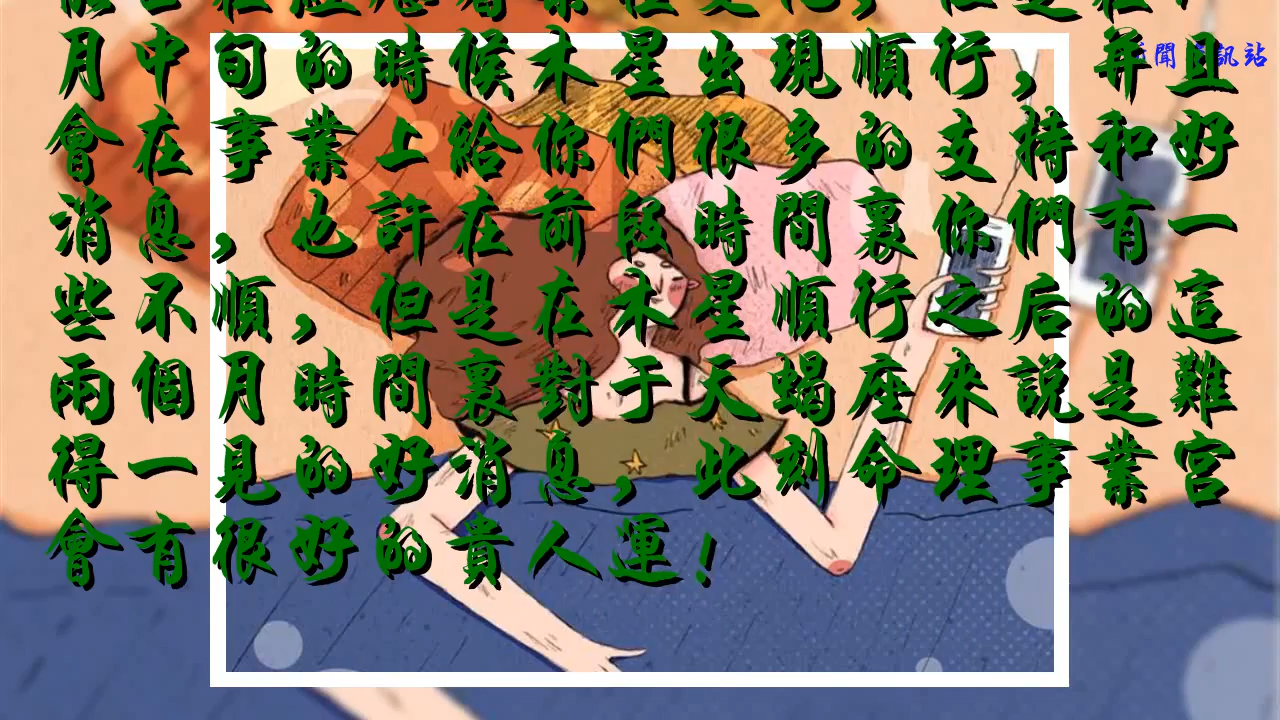 月中旬的時候木星出現順行，并且
會在事業上給你們很多的支持和好
消息，也許在前段時間裏你們有一
些不順，但是在木星順行之后的這
兩個月時間裏對于天蝎座來說是難
得一見的好消息，此刻命理事業宮
會有很好的貴人運！
聞 訊站